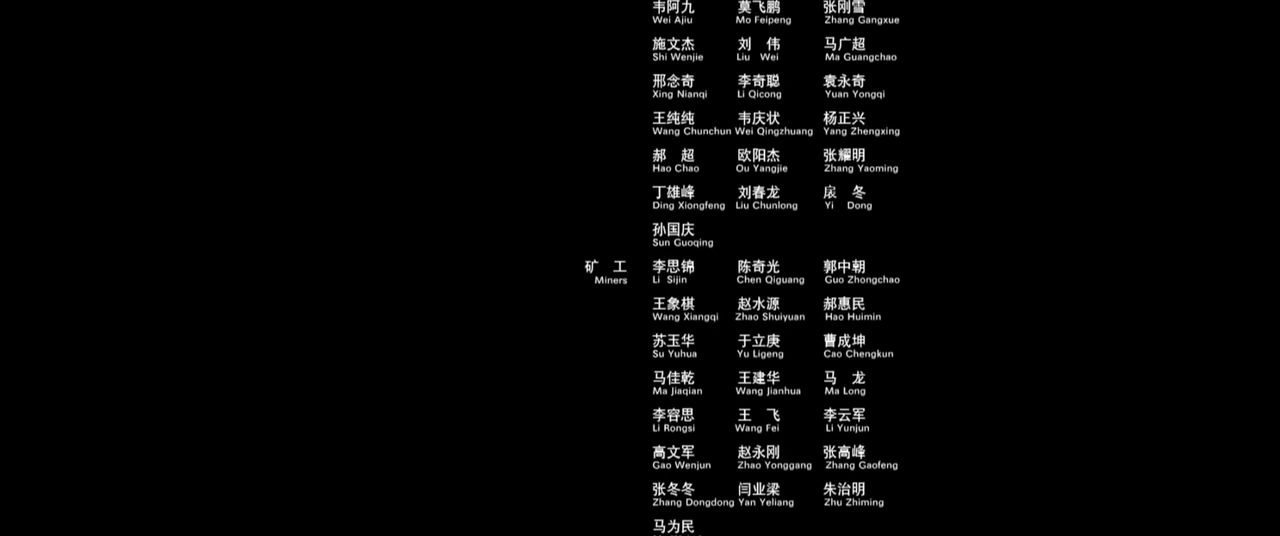 韦阿九 莫飞鹏 张刚雪
Wei Ajiu Mo Feipeng Zhang Gangxue
施文杰 刘 伟 马广超
Shi Wenjie Liu Wei Ma Guangchao
邢念奇 李奇聪 袁永奇
Xing Nianqi Li Qicong Yuan Yongqi
王纯纯 韦庆状 杨正兴
Wang Chunchun Wei Qingzhuang Yang Zhengxing
郝 超 欧阳杰 张耀明
Hao Chao Ou Yangjie Zhang Yaoming
丁雄峰 刘春龙 扆 冬
Ding Xiongfeng Liu Chunlong Yi Dong
孙国庆
Sun Guoqing
矿 工 李思锦 陈奇光 郭中朝
Miners Li Sijin Chen Qiguang Guo Zhongchao
王象棋 赵水源 郝惠民
Wang Xiangqi Zhao Shuiyuan Hao Huimin
苏玉华 于立庚 曹成坤
Su Yuhua Yu Ligeng Cao Chengkun
马佳乾 王建华 马 龙
Ma Jiaqian Wang Jianhua Ma Long
李容思 王 飞 李云军
Li Rongsi Wang Fei Li Yunjun
高文军 赵永刚 张高峰
Gao Wenjun Zhao Yonggang Zhang Gaofeng
张冬冬 闫业梁 朱治明
Zhang Dongdong Yan Yeliang Zhu Zhiming
马为民